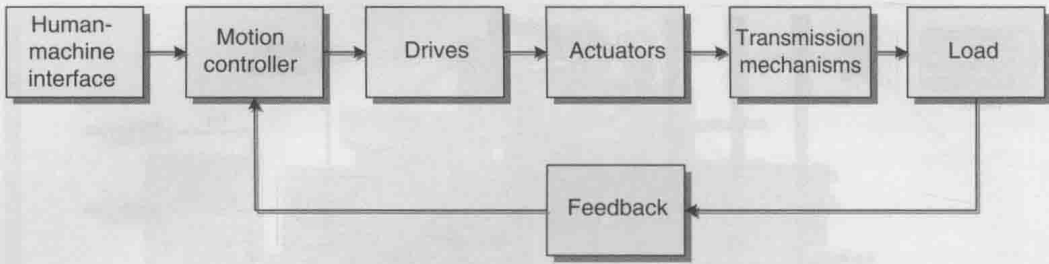 Human-
machine
interface
Motion
controller
Drives
Actuators
Transmission
mechanisms
Load
Feedback